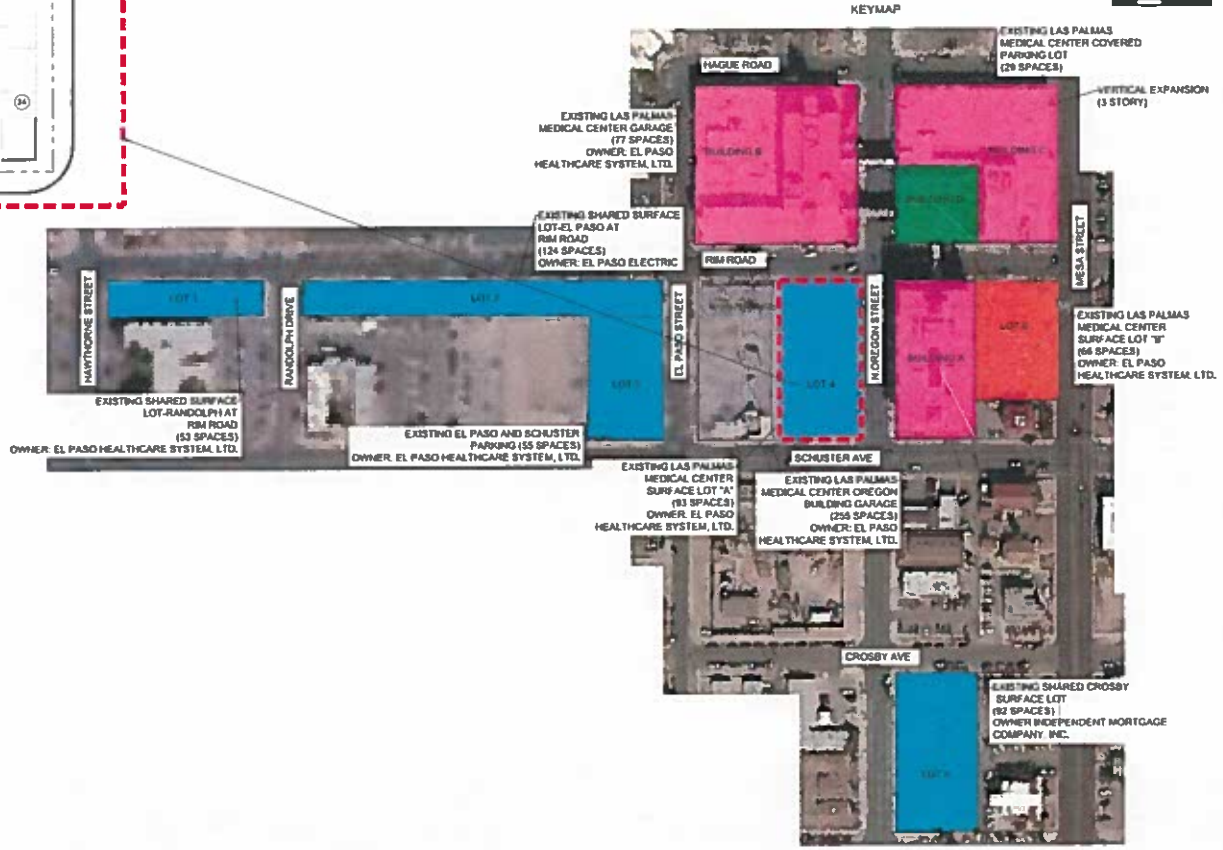 KEYMAP
34
EXISTING LAS PALMAS
MEDICAL CENTER COVERED
PARKING LOT
(29 SPACES)
VERTICAL EXPANSION
(3 STORY)
HAGUE ROAD
EXISTING LAS PALMAS
MEDICAL CENTER GARAGE
(77 SPACES)
OWNER: EL PASO
HEALTHCARE SYSTEM, LTD.
BUILDING B
BUILDING C
EXISTING SHARED SURFACE
LOT-EL PASO AT
RIM ROAD
(124 SPACES)
OWNER: EL PASO ELECTRIC
RIM ROAD
MESA STREET
HAWTHORNE STREET
LOT 1
RANDOLPH DRIVE
LOT 2
EL PASO STREET
LOT 3
LOT 4
N.OREGON STREET
BUILDING A
EXISTING LAS PALMAS
MEDICAL CENTER
SURFACE LOT "B"
(66 SPACES)
OWNER: EL PASO
HEALTHCARE SYSTEM, LTD.
EXISTING SHARED SURFACE
LOT-RANDOLPH AT
RIM ROAD
(53 SPACES)
OWNER: EL PASO HEALTHCARE SYSTEM, LTD.
EXISTING EL PASO AND SCHUSTER
PARKING (55 SPACES)
OWNER: EL PASO HEALTHCARE SYSTEM, LTD.
SCHUSTER AVE
EXISTING LAS PALMAS
MEDICAL CENTER
SURFACE LOT "A"
(93 SPACES)
OWNER: EL PASO
HEALTHCARE SYSTEM, LTD.
EXISTING LAS PALMAS
MEDICAL CENTER OREGON
BUILDING GARAGE
(255 SPACES)
OWNER: EL PASO
HEALTHCARE SYSTEM, LTD.
CROSBY AVE
EXISTING SHARED CROSBY
SURFACE LOT
(92 SPACES)
OWNER INDEPENDENT MORTGAGE
COMPANY, INC.